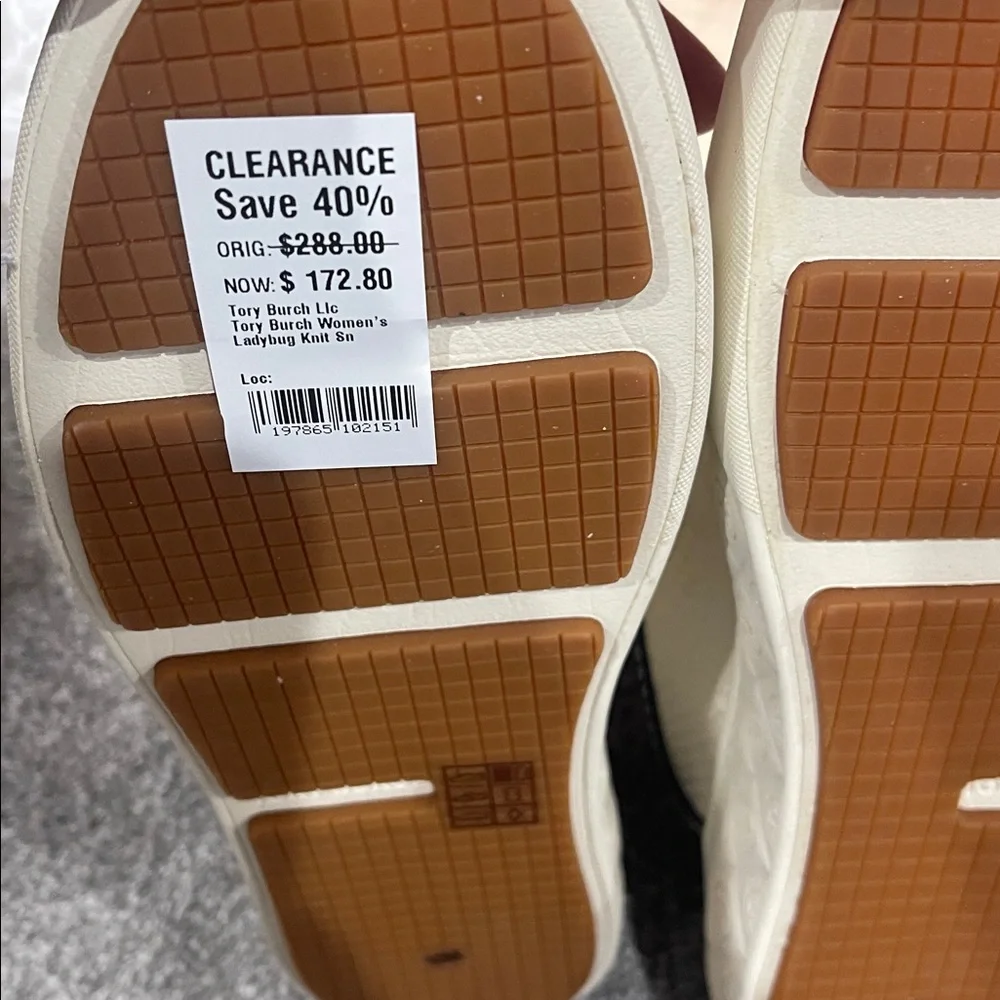 CLEARANCE
Save 40%
ORIG: $288.00
NOW: $ 172.80
Tory Burch Llc
Tory Burch Women's
Ladybug Knit Sn
Loc:
197865 102151